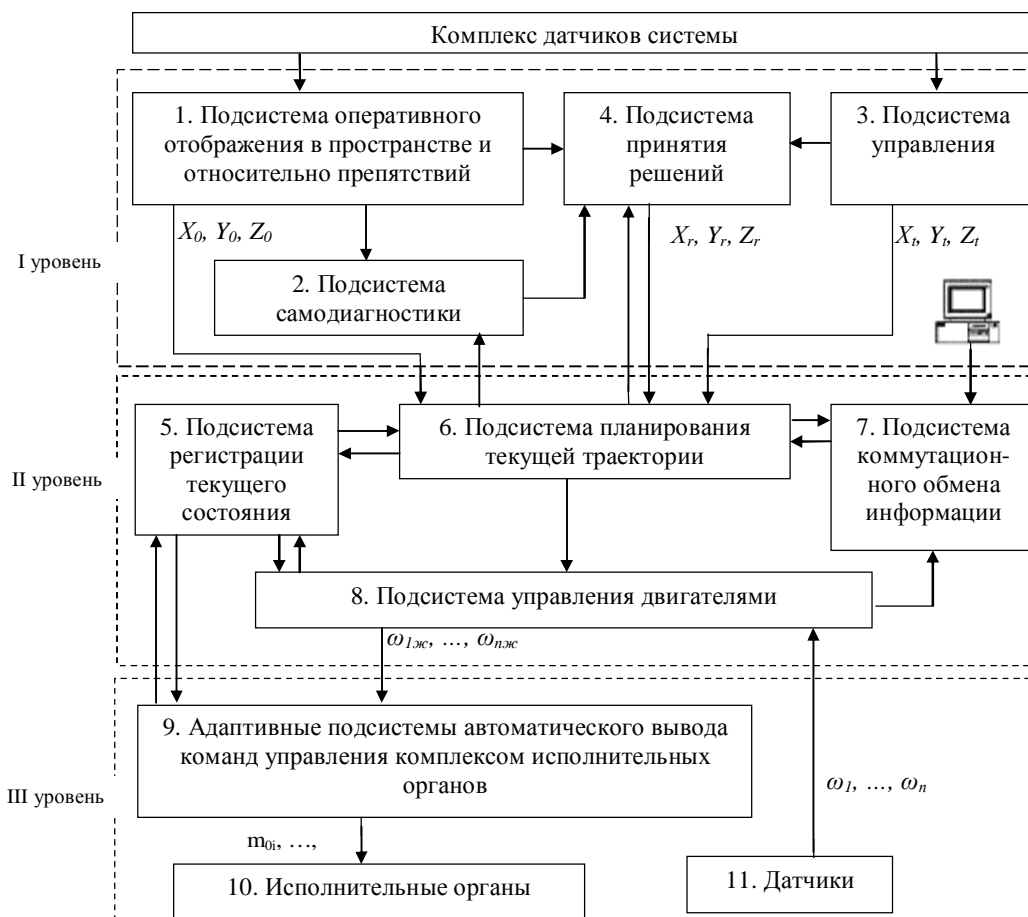 Комплекс датчиков системы
1. Подсистема оперативного
отображения в пространстве и
относительно препятствий
4. Подсистема
принятия
решений
3. Подсистема
управления
X₀, Y₀, Z₀
Xᵣ, Yᵣ, Zᵣ
Xₜ, Yₜ, Zₜ
I уровень
2. Подсистема
самодиагностики
5. Подсистема
регистрации
текущего
состояния
6. Подсистема планирования
текущей траектории
7. Подсистема
коммутацион-
ного обмена
информации
II уровень
8. Подсистема управления двигателями
ω1ж, ..., ωnж
9. Адаптивные подсистемы автоматического вывода
команд управления комплексом исполнительных
органов
III уровень
ω1, ..., ωn
m0i, ...,
10. Исполнительные органы
11. Датчики